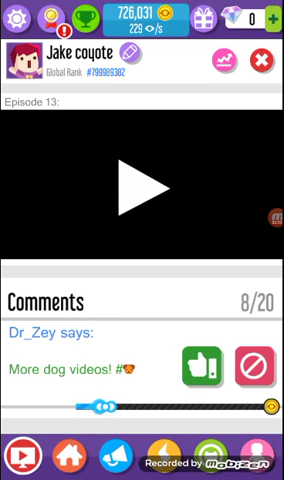 726,031
229 /s
0
Jake coyote
Global Rank #799989382
Episode 13:
Comments 8/20
Dr_Zey says:
More dog videos! #
Recorded by mobizen